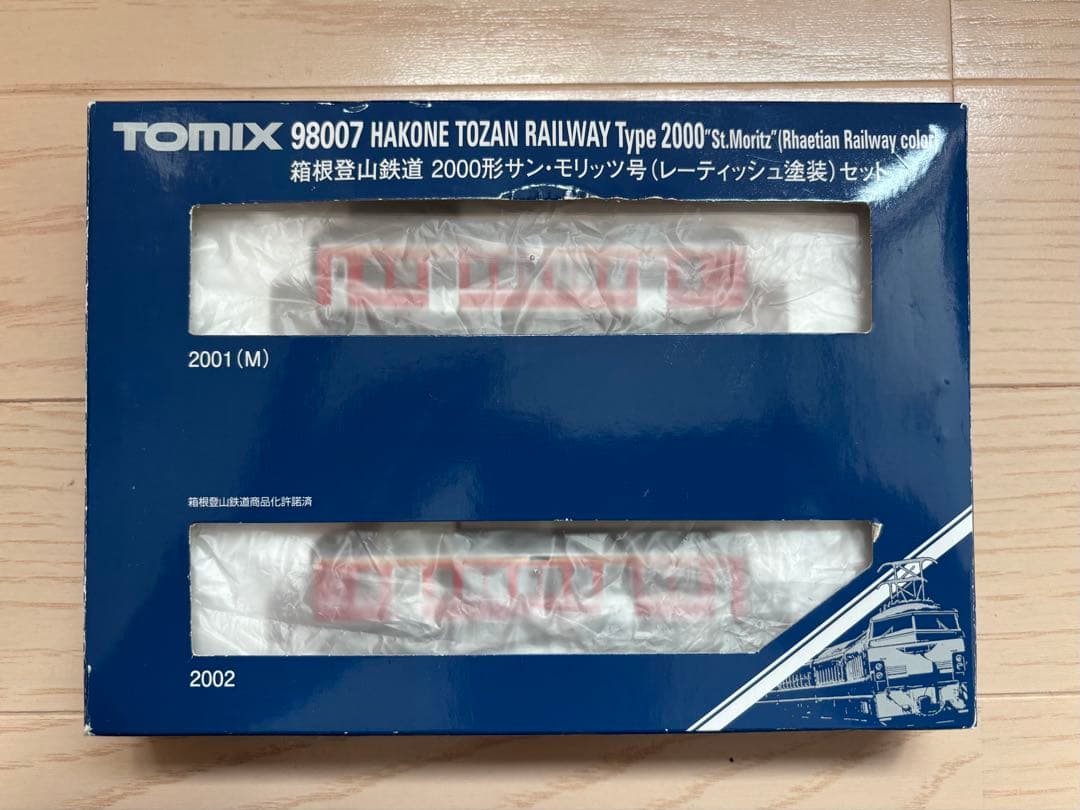 TOMIX 98007 HAKONE TOZAN RAILWAY Type 2000 "St.Moritz" (Rhaetian Railway color)
箱根登山鉄道 2000形サン・モリッツ号(レーティッシュ塗装)セット
2001(M)
箱根登山鉄道商品化許諾済
2002